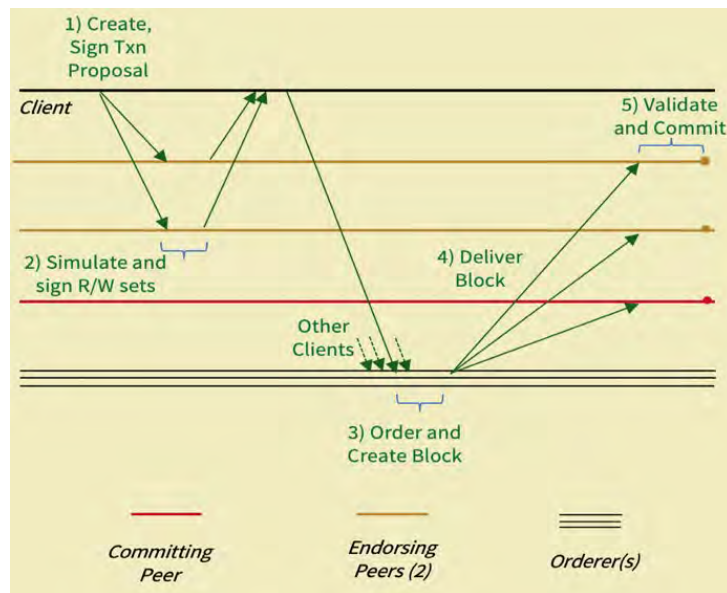 1) Create,
Sign Txn
Proposal
Client
5) Validate
and Commit
2) Simulate and
sign R/W sets
4) Deliver
Block
Other
Clients
3) Order and
Create Block
Committing
Peer
Endorsing
Peers (2)
Orderer(s)